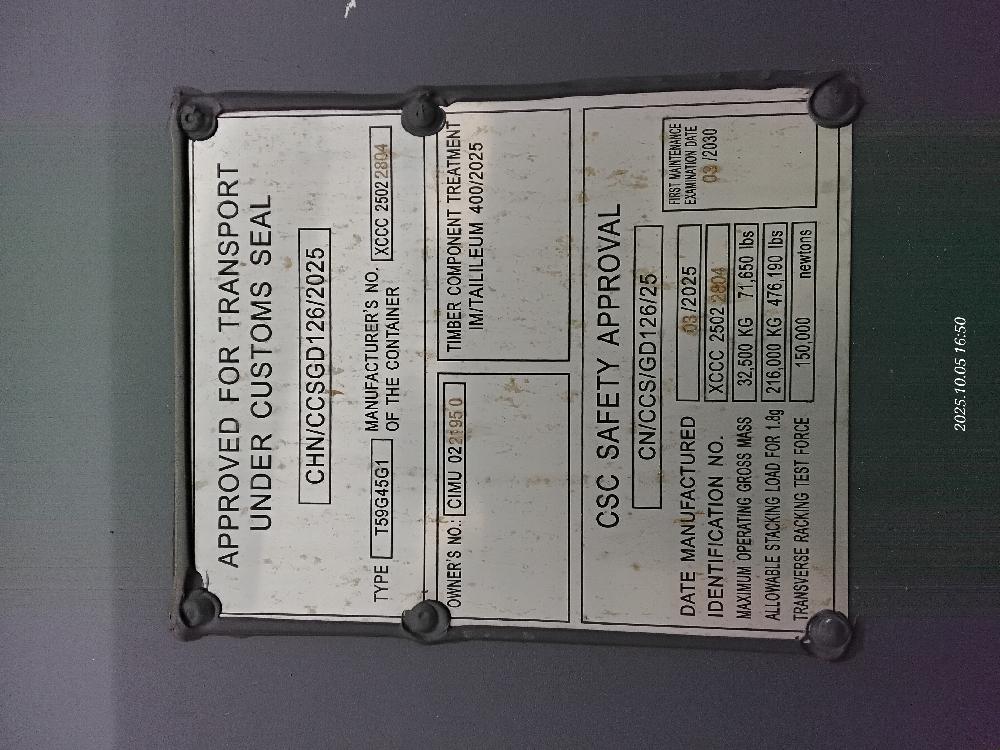 APPROVED FOR TRANSPORT
UNDER CUSTOMS SEAL
CHN/CCSGD126/2025
TYPE T59G45G1 MANUFACTURER'S NO. OF THE CONTAINER XCCC 2502 2804
OWNER'S NO.: CIMU 022195 0
TIMBER COMPONENT TREATMENT
IM/TAILILEUM 400/2025
CSC SAFETY APPROVAL
CN/CCS/GD126/25
DATE MANUFACTURED 03/2025
IDENTIFICATION NO. XCCC 2502 2804
MAXIMUM OPERATING GROSS MASS 32,500 KG 71,650 lbs
ALLOWABLE STACKING LOAD FOR 1.8g 216,000 KG 476,190 lbs
TRANSVERSE RACKING TEST FORCE 150,000 newtons
FIRST MAINTENANCE
EXAMINATION DATE
03 /2030
2025.10.05 16:50